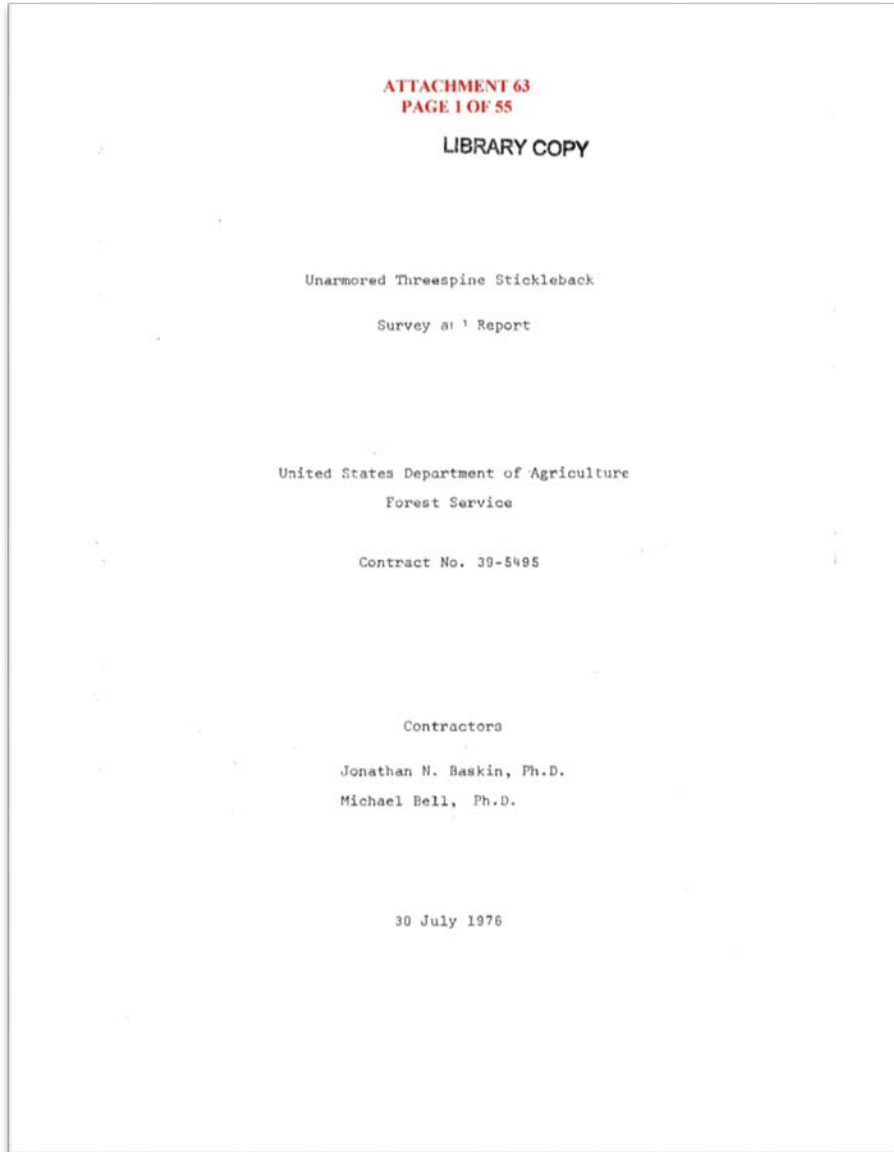 ATTACHMENT 63
PAGE 1 OF 55
LIBRARY COPY
Unarmored Threespine Stickleback
Survey Report
United States Department of Agriculture
Forest Service
Contract No. 39-5495
Contractors
Jonathan N. Baskin, Ph.D.
Michael Bell, Ph.D.
30 July 1976